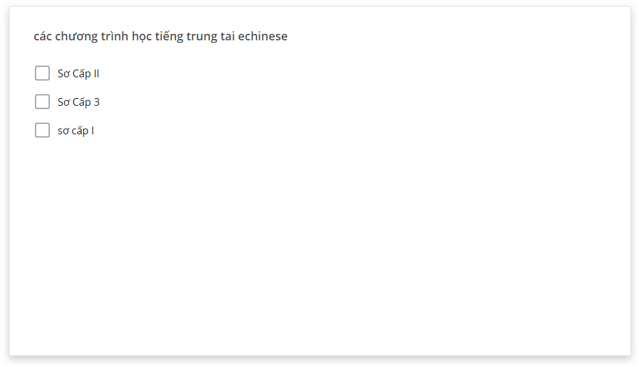 các chương trình học tiếng trung tai echinese
Sơ Cấp II
Sơ Cấp 3
sơ cấp I